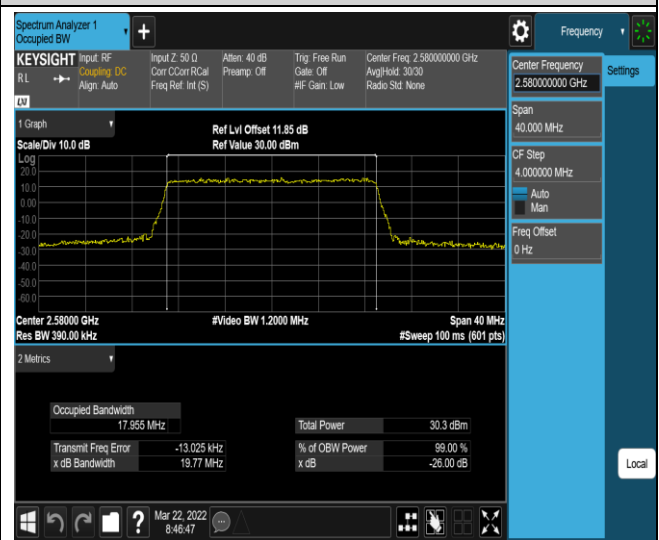 Spectrum Analyzer 1
Occupied BW
+
Frequency
KEYSIGHT
RL
LXI
Input: RF
Coupling: DC
Align: Auto
Input Z: 50 Ω
Corr CCorr RCal
Freq Ref: Int (S)
Atten: 40 dB
Preamp: Off
Trig: Free Run
Gate: Off
#IF Gain: Low
Center Freq: 2.580000000 GHz
Avg|Hold: 30/30
Radio Std: None
Center Frequency
2.580000000 GHz
Settings
Span
40.000 MHz
CF Step
4.000000 MHz
Auto
Man
Freq Offset
0 Hz
1 Graph
Scale/Div 10.0 dB
Ref Lvl Offset 11.85 dB
Ref Value 30.00 dBm
Log
20.0
10.0
0.00
-10.0
-20.0
-30.0
-40.0
-50.0
-60.0
Center 2.58000 GHz
Res BW 390.00 kHz
#Video BW 1.2000 MHz
Span 40 MHz
#Sweep 100 ms (601 pts)
2 Metrics
Occupied Bandwidth
17.955 MHz
Total Power 30.3 dBm
Transmit Freq Error -13.025 kHz
% of OBW Power 99.00 %
x dB Bandwidth 19.77 MHz
x dB -26.00 dB
Local
?
Mar 22, 2022
8:46:47